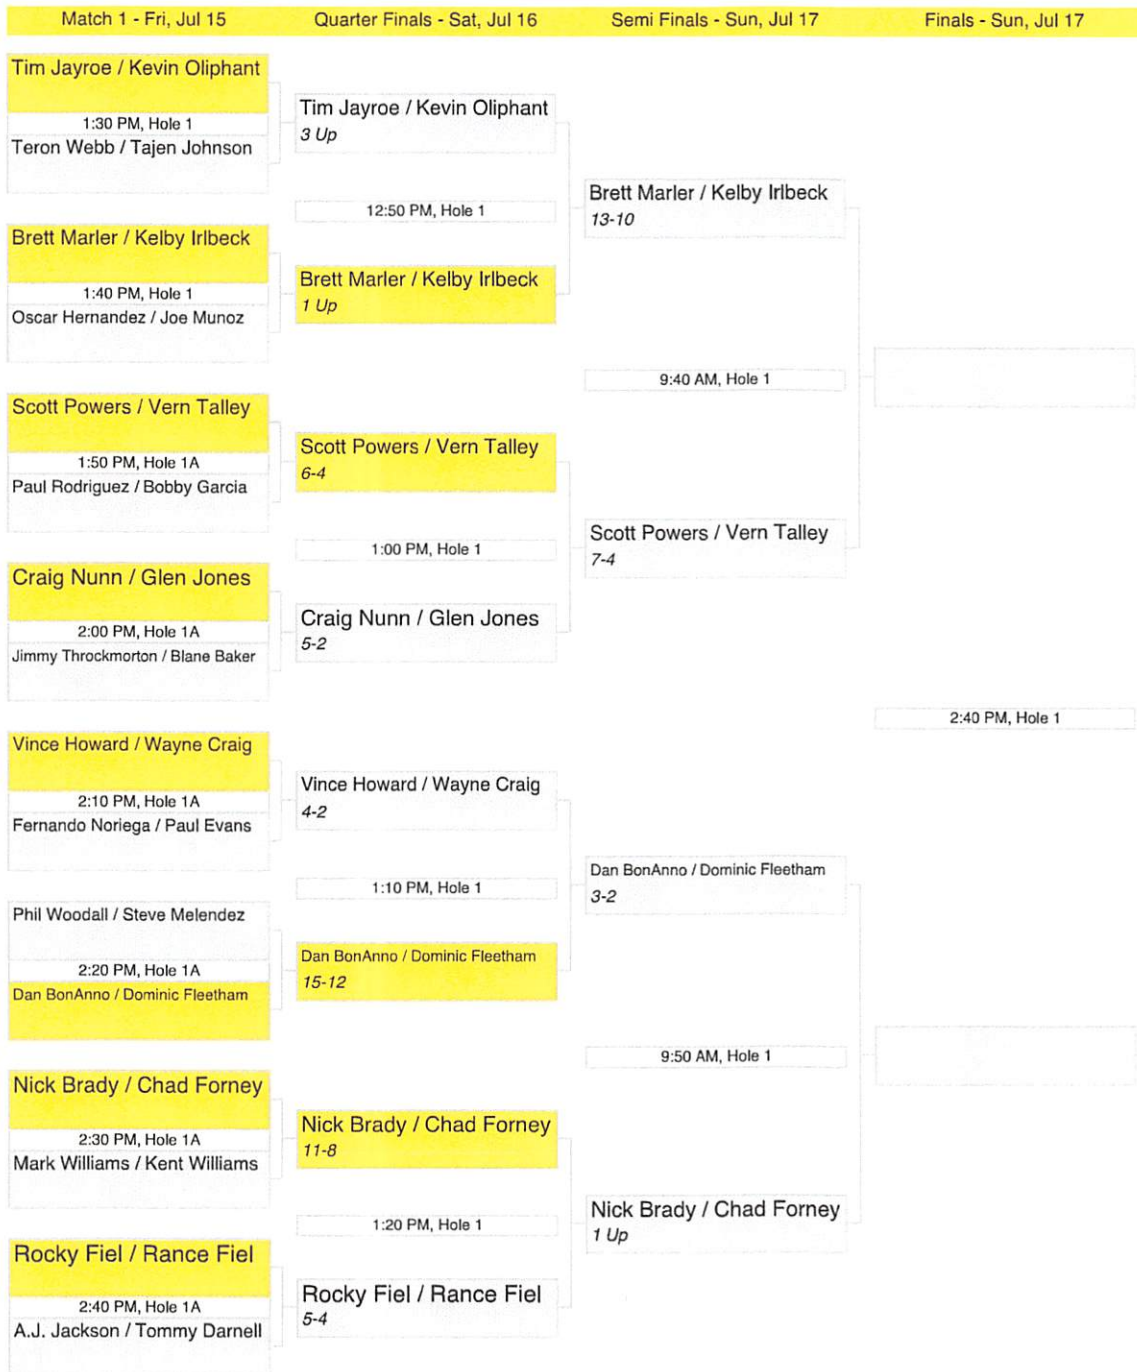 Match 1 - Fri, Jul 15
Quarter Finals - Sat, Jul 16
Semi Finals - Sun, Jul 17
Finals - Sun, Jul 17
Tim Jayroe / Kevin Oliphant
1:30 PM, Hole 1
Teron Webb / Tajen Johnson
Brett Marler / Kelby Irlbeck
1:40 PM, Hole 1
Oscar Hernandez / Joe Munoz
Scott Powers / Vern Talley
1:50 PM, Hole 1A
Paul Rodriguez / Bobby Garcia
Craig Nunn / Glen Jones
2:00 PM, Hole 1A
Jimmy Throckmorton / Blane Baker
Vince Howard / Wayne Craig
2:10 PM, Hole 1A
Fernando Noriega / Paul Evans
Phil Woodall / Steve Melendez
2:20 PM, Hole 1A
Dan BonAnno / Dominic Fleetham
Nick Brady / Chad Forney
2:30 PM, Hole 1A
Mark Williams / Kent Williams
Rocky Fiel / Rance Fiel
2:40 PM, Hole 1A
A.J. Jackson / Tommy Darnell
Tim Jayroe / Kevin Oliphant
3 Up
12:50 PM, Hole 1
Brett Marler / Kelby Irlbeck
1 Up
Scott Powers / Vern Talley
6-4
1:00 PM, Hole 1
Craig Nunn / Glen Jones
5-2
Vince Howard / Wayne Craig
4-2
1:10 PM, Hole 1
Dan BonAnno / Dominic Fleetham
15-12
Nick Brady / Chad Forney
11-8
1:20 PM, Hole 1
Rocky Fiel / Rance Fiel
5-4
Brett Marler / Kelby Irlbeck
13-10
9:40 AM, Hole 1
Scott Powers / Vern Talley
7-4
Dan BonAnno / Dominic Fleetham
3-2
9:50 AM, Hole 1
Nick Brady / Chad Forney
1 Up
2:40 PM, Hole 1